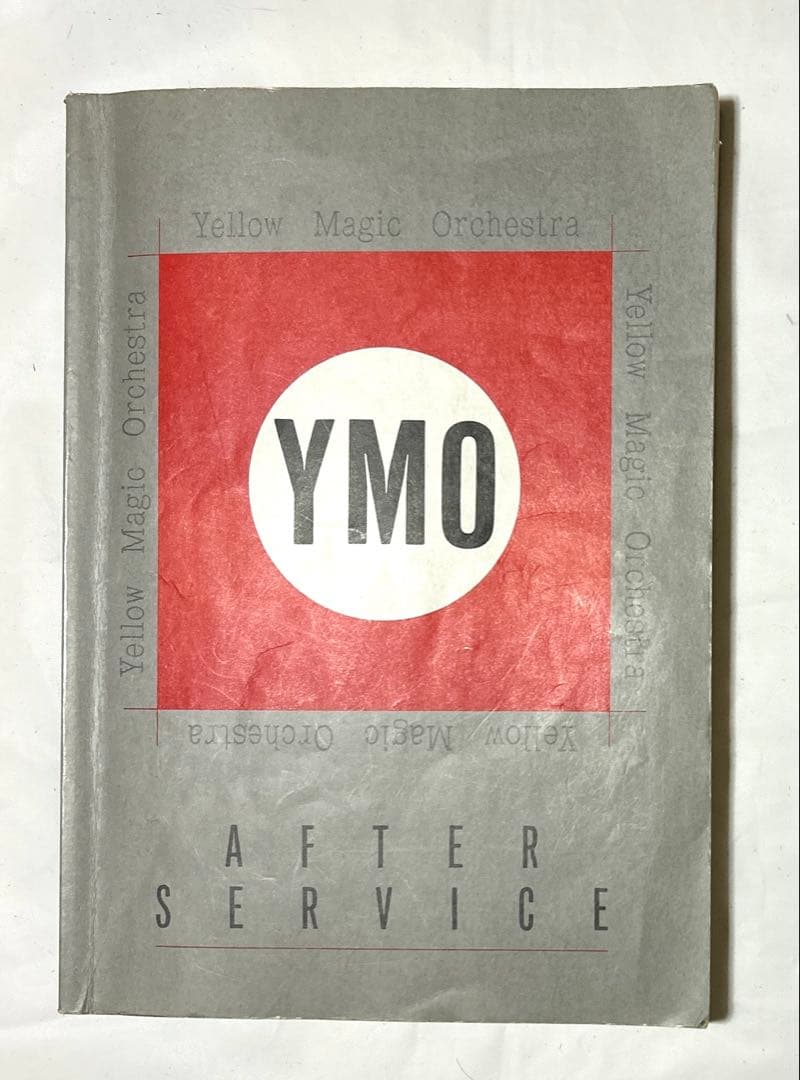 Yellow Magic Orchestra
Yellow Magic Orchestra
Yellow Magic Orchestra
YMO
Yellow Magic Orchestra
AFTER
SERVICE